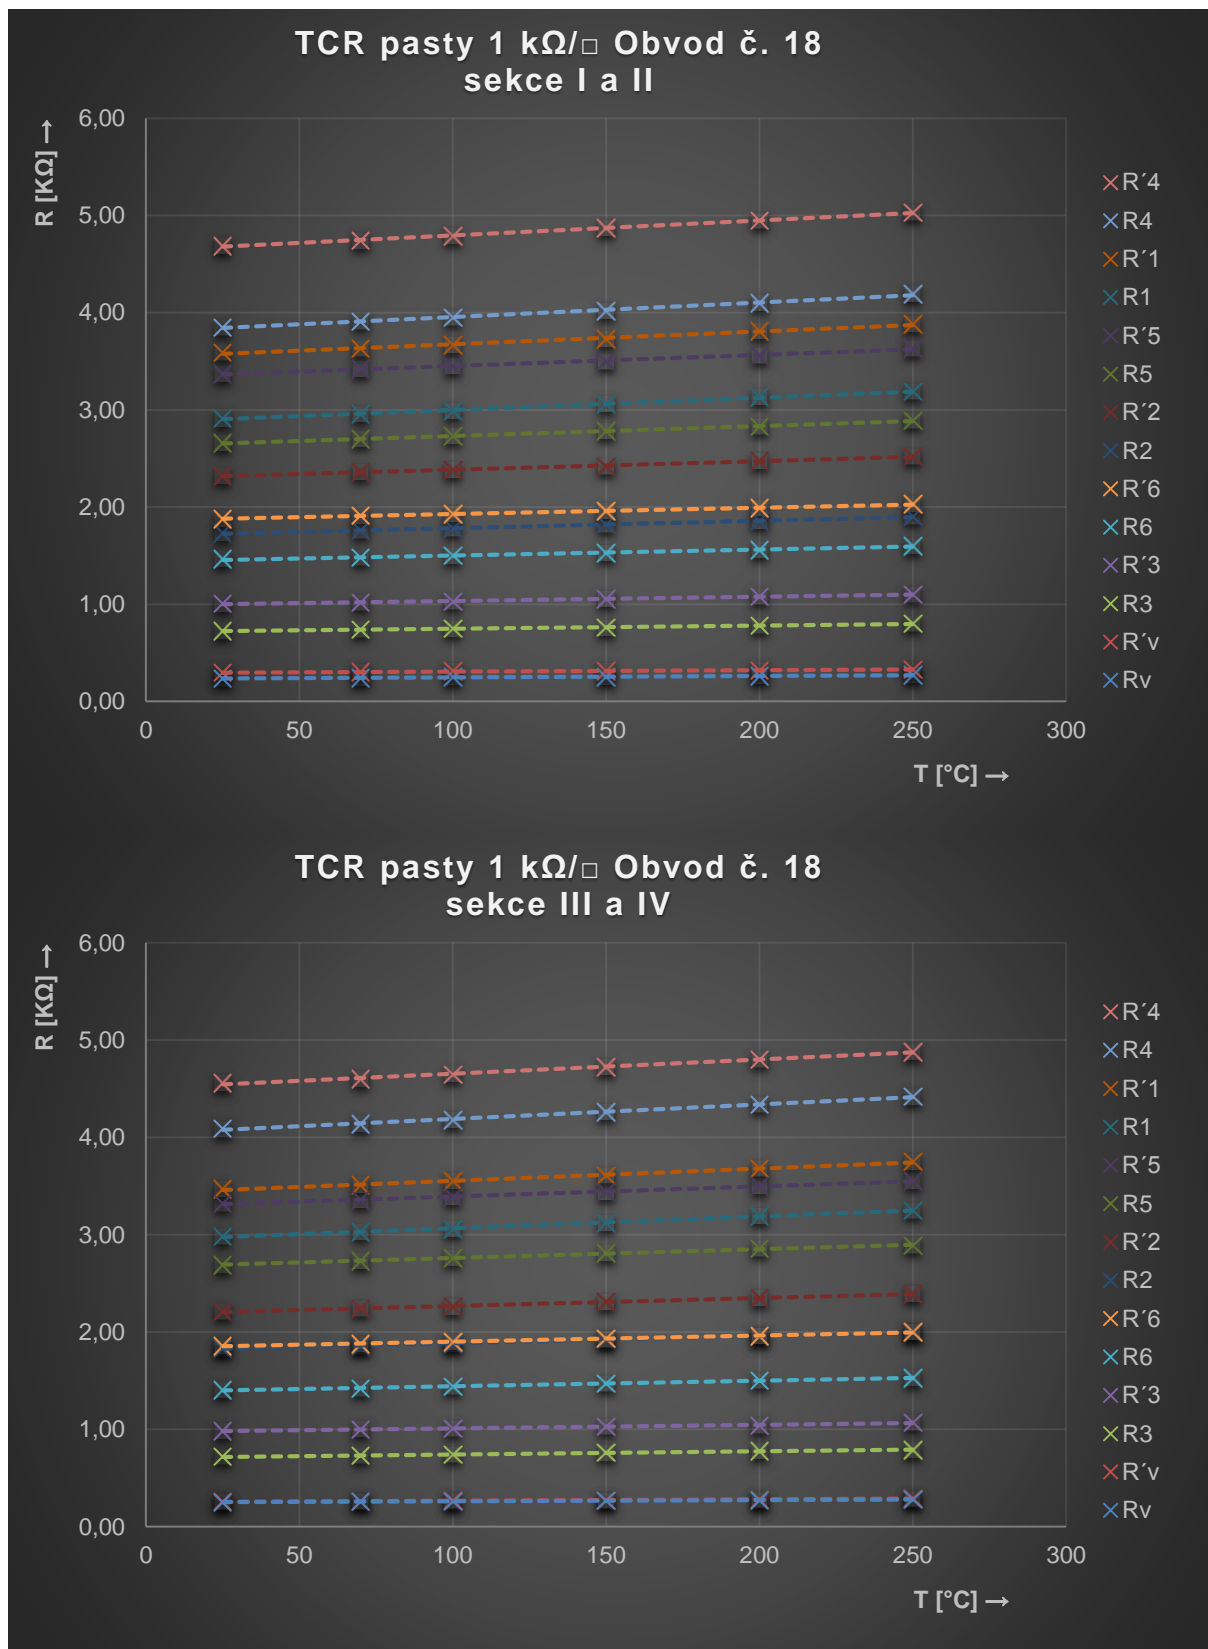 TCR pasty 1 kΩ/□ Obvod č. 18
sekce I a II
R [KΩ] →
6,00
5,00
4,00
3,00
2,00
1,00
0,00
0 50 100 150 200 250 300
T [°C] →
R´4
R4
R´1
R1
R´5
R5
R´2
R2
R´6
R6
R´3
R3
R´v
Rv
TCR pasty 1 kΩ/□ Obvod č. 18
sekce III a IV
R [KΩ] →
6,00
5,00
4,00
3,00
2,00
1,00
0,00
0 50 100 150 200 250 300
T [°C] →
R´4
R4
R´1
R1
R´5
R5
R´2
R2
R´6
R6
R´3
R3
R´v
Rv